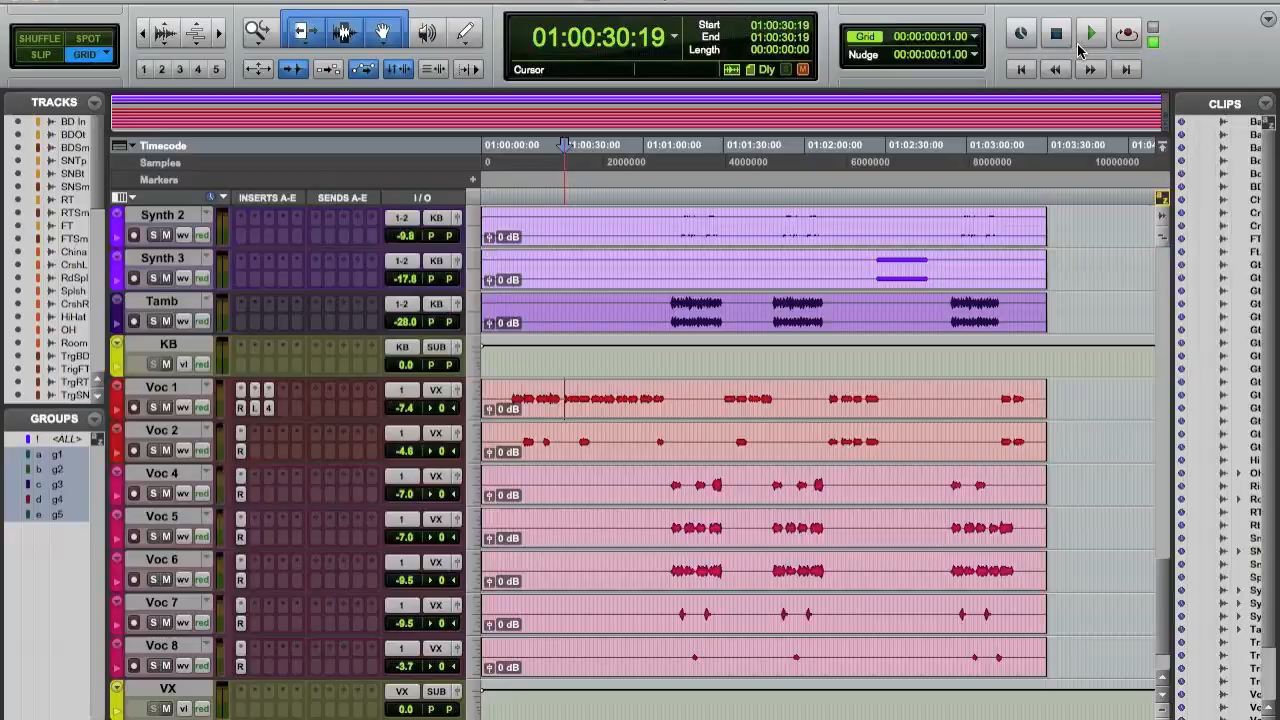 SHUFFLE SPOT
SLIP GRID
1 2 3 4 5
01:00:30:19
Start 01:00:30:19
End 01:00:30:19
Length 00:00:00:00
Cursor
Dly
M
Grid 00:00:00:01.00
Nudge 00:00:00:01.00
TRACKS
BD In
BDOt
BDSm
SNTp
SNBt
SNSm
RT
RTSm
FT
FTSm
China
CrshL
RdSpl
Splsh
CrshR
HiHat
OH
Room
TrgBD
TrigFT
TrgRT
TrgSN
GROUPS
! <ALL>
a g1
b g2
c g3
d g4
e g5
Timecode
01:00:00:00 01:00:30:00 01:01:00:00 01:01:30:00 01:02:00:00 01:02:30:00 01:03:00:00 01:03:30:00
Samples
0 2000000 4000000 6000000 8000000 10000000
Markers
INSERTS A-E SENDS A-E I / O
Synth 2 1-2 KB
S M wv red -9.8 P P 0 dB
Synth 3 1-2 KB
S M wv red -17.8 P P 0 dB
Tamb 1-2 KB
S M wv red -28.0 P P 0 dB
KB KB SUB
S M vl red 0.0 P P
Voc 1 1 VX
S M wv red R L 4 -7.4 0 0 dB
Voc 2 1 VX
S M wv red R -4.8 0 0 dB
Voc 4 1 VX
S M wv red R -7.0 0 0 dB
Voc 5 1 VX
S M wv red R -7.0 0 0 dB
Voc 6 1 VX
S M wv red R -9.5 0 0 dB
Voc 7 1 VX
S M wv red R -9.5 0 0 dB
Voc 8 1 VX
S M wv red R -3.7 0 0 dB
VX VX SUB
S M vl red 0.0 P P
CLIPS